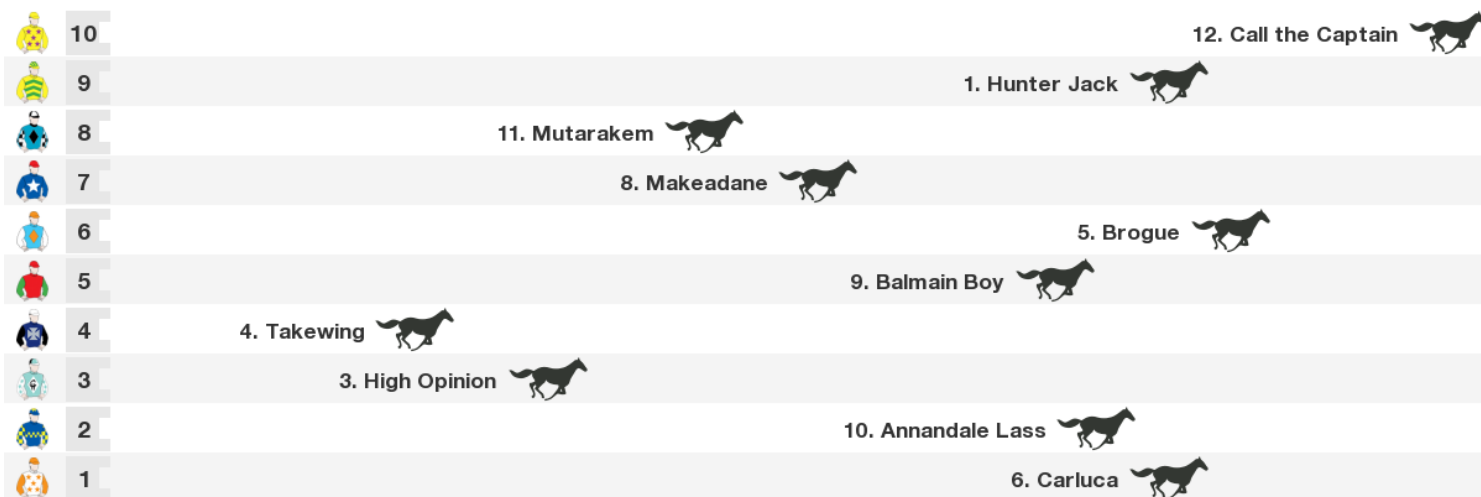 10 12. Call the Captain
9 1. Hunter Jack
8 11. Mutarakem
7 8. Makeadane
6 5. Brogue
5 9. Balmain Boy
4 4. Takewing
3 3. High Opinion
2 10. Annandale Lass
1 6. Carluca